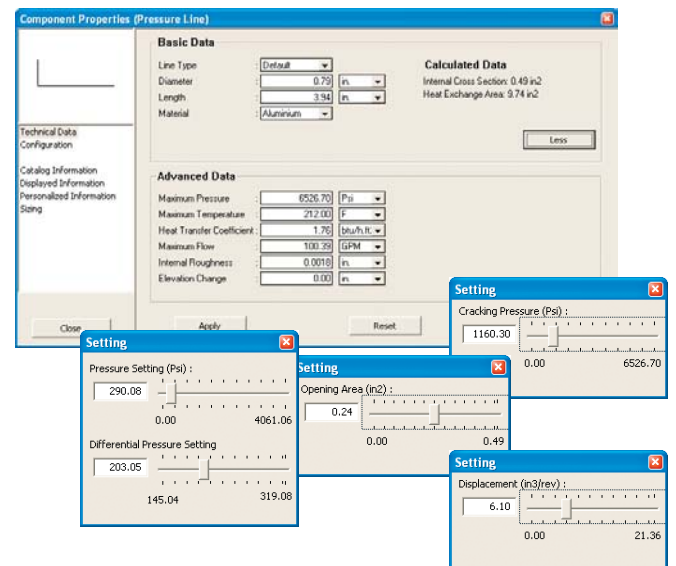 Component Properties (Pressure Line)
Basic Data
Line Type : Default
Diameter : 0.79 in.
Length : 3.94 in.
Material : Aluminium
Calculated Data
Internal Cross Section: 0.49 in2
Heat Exchange Area: 9.74 in2
Less
Technical Data
Configuration
Catalog Information
Displayed Information
Personalized Information
Sizing
Advanced Data
Maximum Pressure : 6526.70 Psi
Maximum Temperature : 212.00 F
Heat Transfer Coefficient : 1.76 btu/h.ft.
Maximum Flow : 100.39 GPM
Internal Roughness : 0.0018 in.
Elevation Change : 0.00 in.
Close
Apply
Reset
Setting
Cracking Pressure (Psi) :
1160.30
0.00 6526.70
Setting
Pressure Setting (Psi) :
290.08
0.00 4061.06
Differential Pressure Setting
203.05
145.04 319.08
Setting
Opening Area (in2) :
0.24
0.00 0.49
Setting
Displacement (in3/rev) :
6.10
0.00 21.36